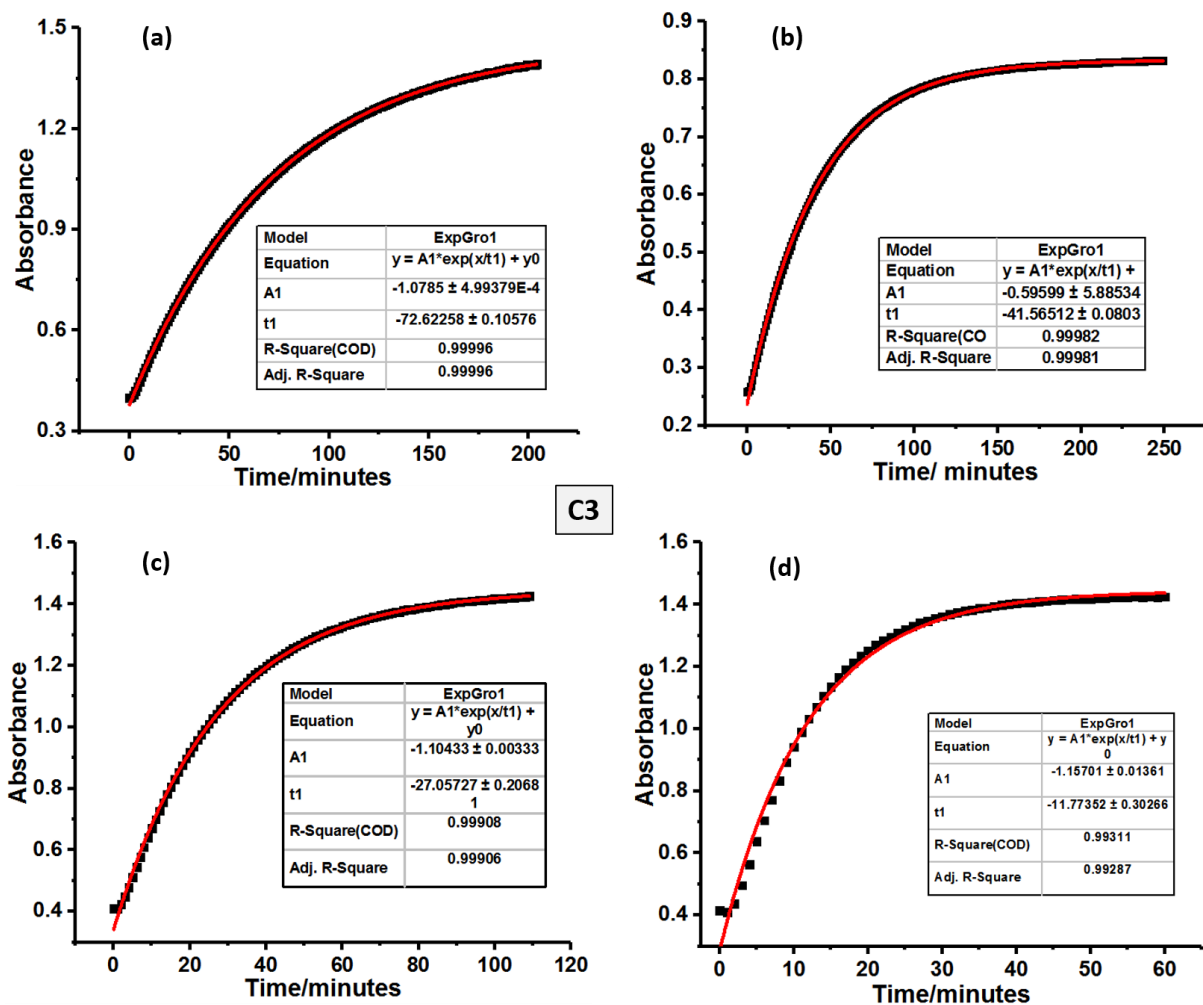 (a)
Absorbance
1.5
1.2
0.9
0.6
0.3
Model ExpGro1
Equation y = A1*exp(x/t1) + y0
A1 -1.0785 ± 4.99379E-4
t1 -72.62258 ± 0.10576
R-Square(COD) 0.99996
Adj. R-Square 0.99996
0 50 100 150 200
Time/minutes
(b)
Absorbance
0.9
0.8
0.7
0.6
0.5
0.4
0.3
0.2
Model ExpGro1
Equation y = A1*exp(x/t1) +
A1 -0.59599 ± 5.88534
t1 -41.56512 ± 0.0803
R-Square(CO 0.99982
Adj. R-Square 0.99981
0 50 100 150 200 250
Time/ minutes
C3
(c)
Absorbance
1.6
1.4
1.2
1.0
0.8
0.6
0.4
Model ExpGro1
Equation y = A1*exp(x/t1) +
y0
A1 -1.10433 ± 0.00333
t1 -27.05727 ± 0.2068
1
R-Square(COD) 0.99908
Adj. R-Square 0.99906
0 20 40 60 80 100 120
Time/minutes
(d)
Absorbance
1.6
1.4
1.2
1.0
0.8
0.6
0.4
Model ExpGro1
Equation y = A1*exp(x/t1) + y
0
A1 -1.15701 ± 0.01361
t1 -11.77352 ± 0.30266
R-Square(COD) 0.99311
Adj. R-Square 0.99287
0 10 20 30 40 50 60
Time/minutes